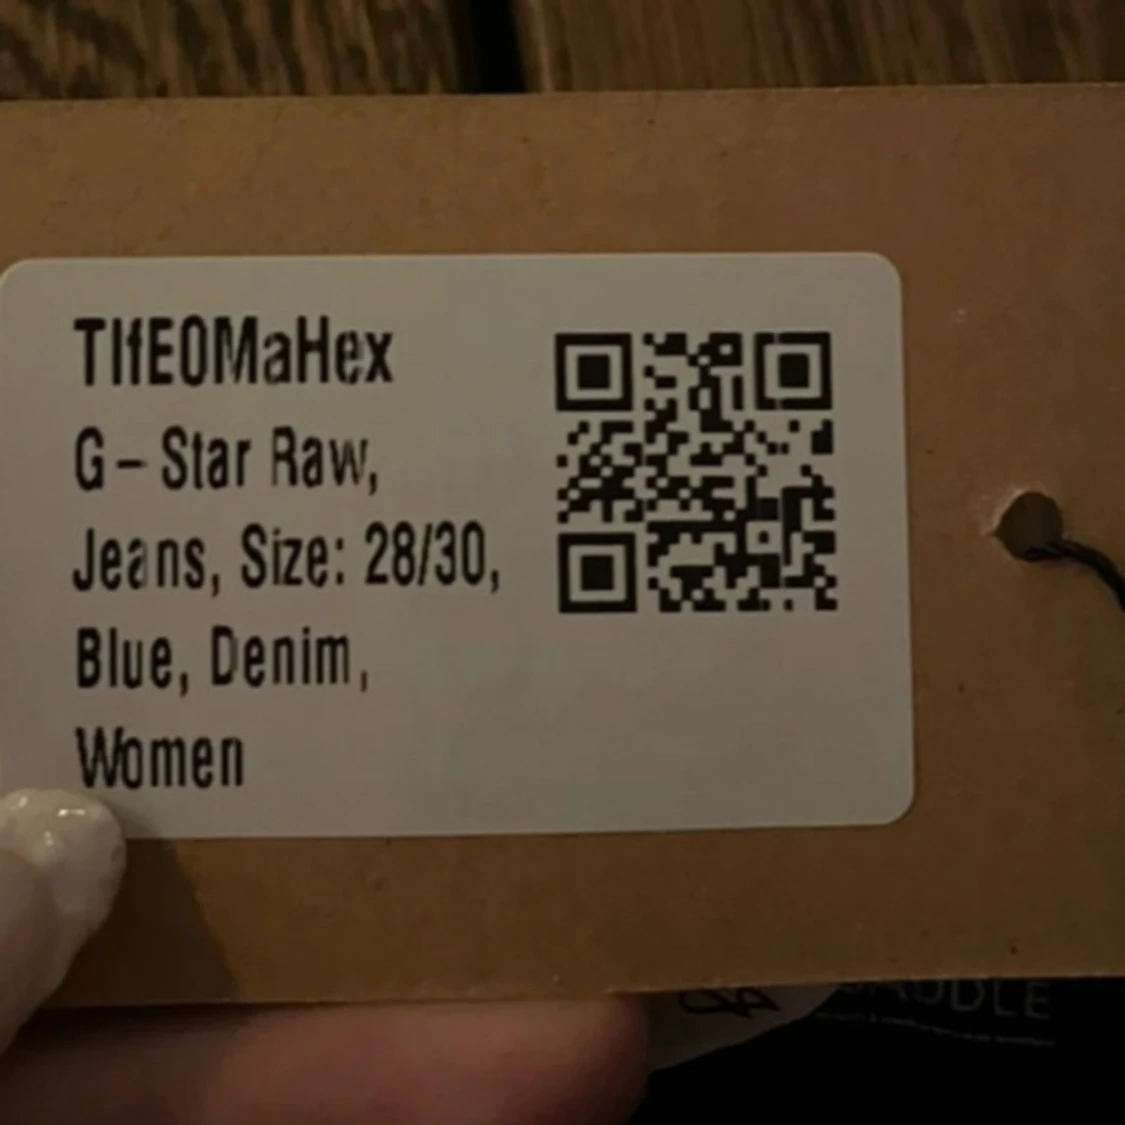 TIfE0MaHex
G – Star Raw,
Jeans, Size: 28/30,
Blue, Denim,
Women